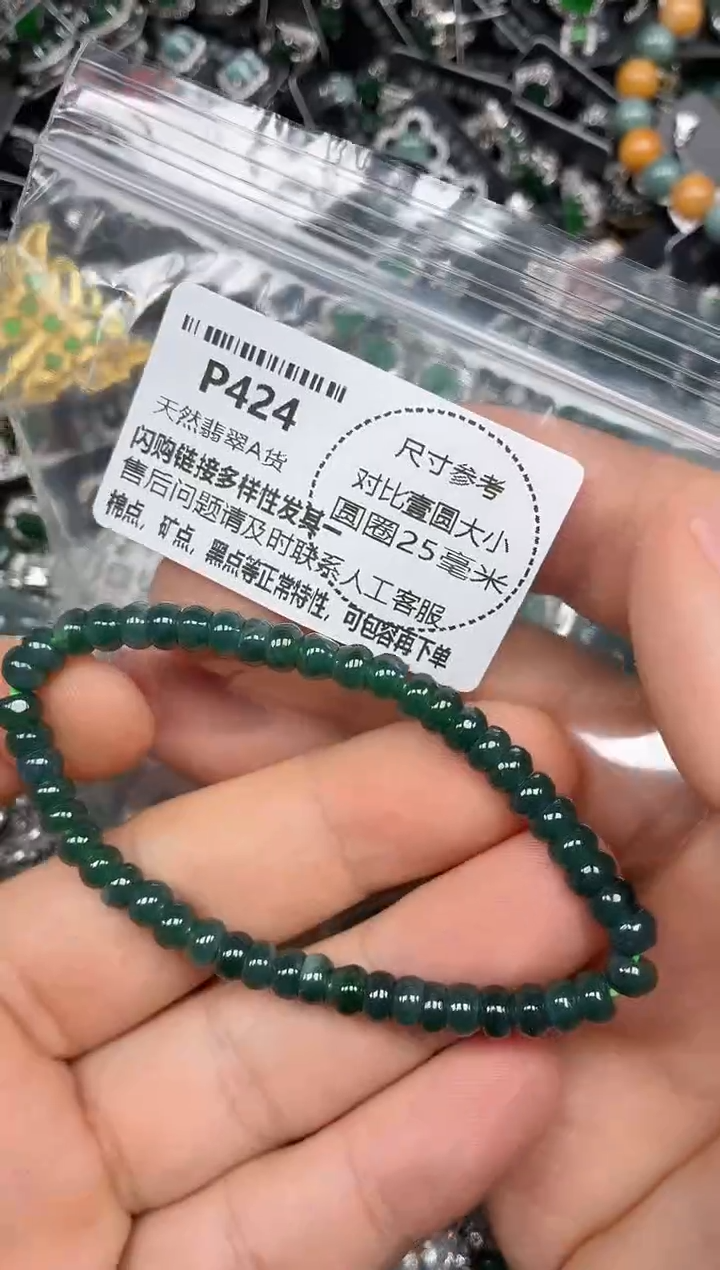 P424
天然翡翠A货
闪购链接多样性发其一
售后问题请及时联系人工客服
棉点，矿点，黑点等正常特性，可包容再下单
尺寸参考
对比壹圆大小
圆圈25毫米